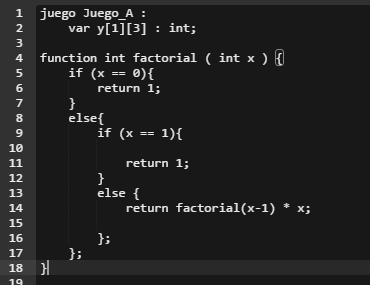 1 juego Juego_A :
2     var y[1][3] : int;
3
4 function int factorial ( int x ) {
5     if (x == 0){
6         return 1;
7     }
8     else{
9         if (x == 1){
10
11             return 1;
12         }
13         else {
14             return factorial(x-1) * x;
15
16         };
17     };
18 }
19